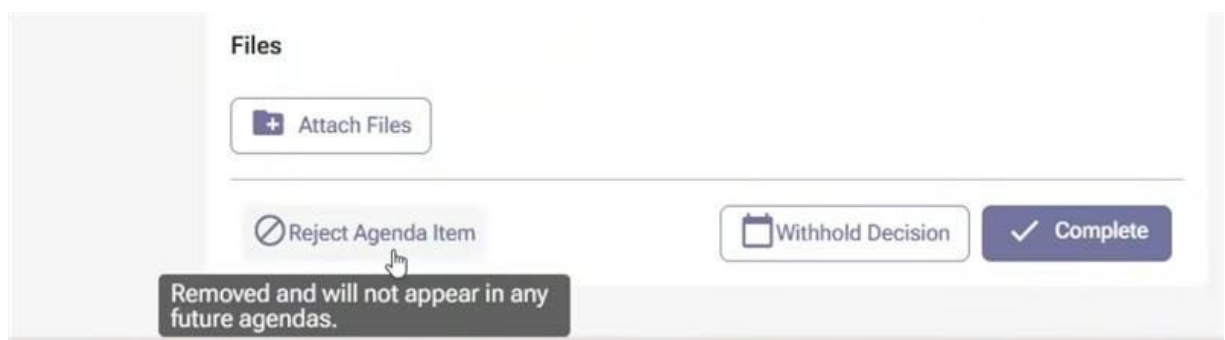 Files
Attach Files
Reject Agenda Item
Withhold Decision
Complete
Removed and will not appear in any
future agendas.